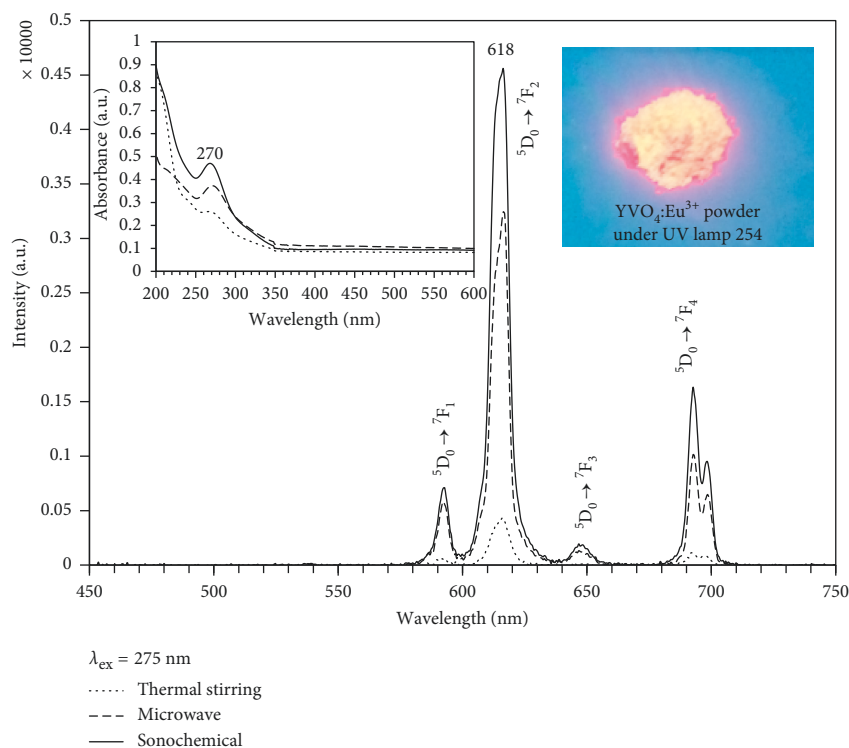 × 10000
Intensity (a.u.)
0.5
0.45
0.4
0.35
0.3
0.25
0.2
0.15
0.1
0.05
0
450
500
550
600
650
700
750
Wavelength (nm)
Absorbance (a.u.)
1
0.9
0.8
0.7
0.6
0.5
0.4
0.3
0.2
0.1
0
200
250
300
350
400
450
500
550
600
Wavelength (nm)
270
618
⁵D₀ → ⁷F₁
⁵D₀ → ⁷F₂
⁵D₀ → ⁷F₃
⁵D₀ → ⁷F₄
YVO₄:Eu³⁺ powder
under UV lamp 254
λex = 275 nm
Thermal stirring
Microwave
Sonochemical